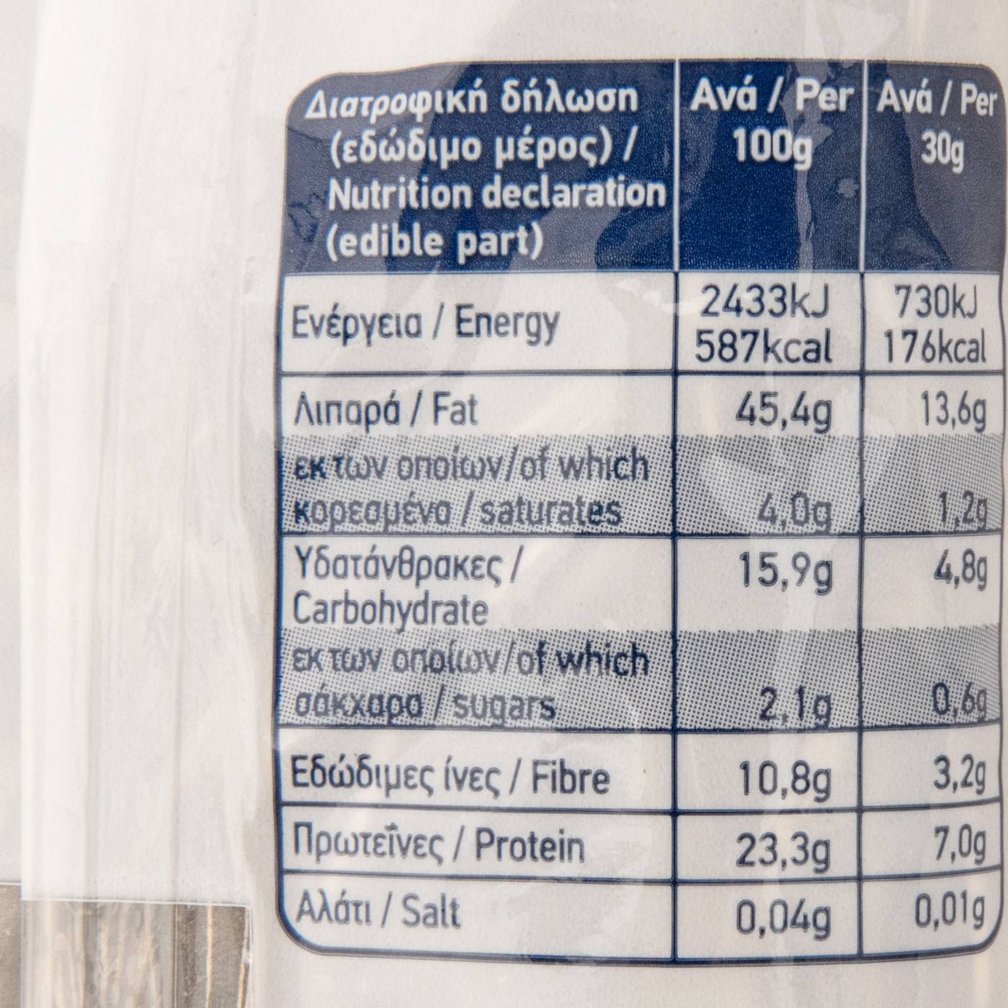 Διατροφική δήλωση
(εδώδιμο μέρος) /
Nutrition declaration
(edible part)
Ανά / Per
100g
Ανά / Per
30g
Ενέργεια / Energy
2433kJ
587kcal
730kJ
176kcal
Λιπαρά / Fat
45,4g
13,6g
εκ των οποίων/of which
κορεσμένα / saturates
4,0g
1,2g
Υδατάνθρακες /
Carbohydrate
15,9g
4,8g
εκ των οποίων/of which
σάκχαρα / sugars
2,1g
0,6g
Εδώδιμες ίνες / Fibre
10,8g
3,2g
Πρωτεΐνες / Protein
23,3g
7,0g
Αλάτι / Salt
0,04g
0,01g